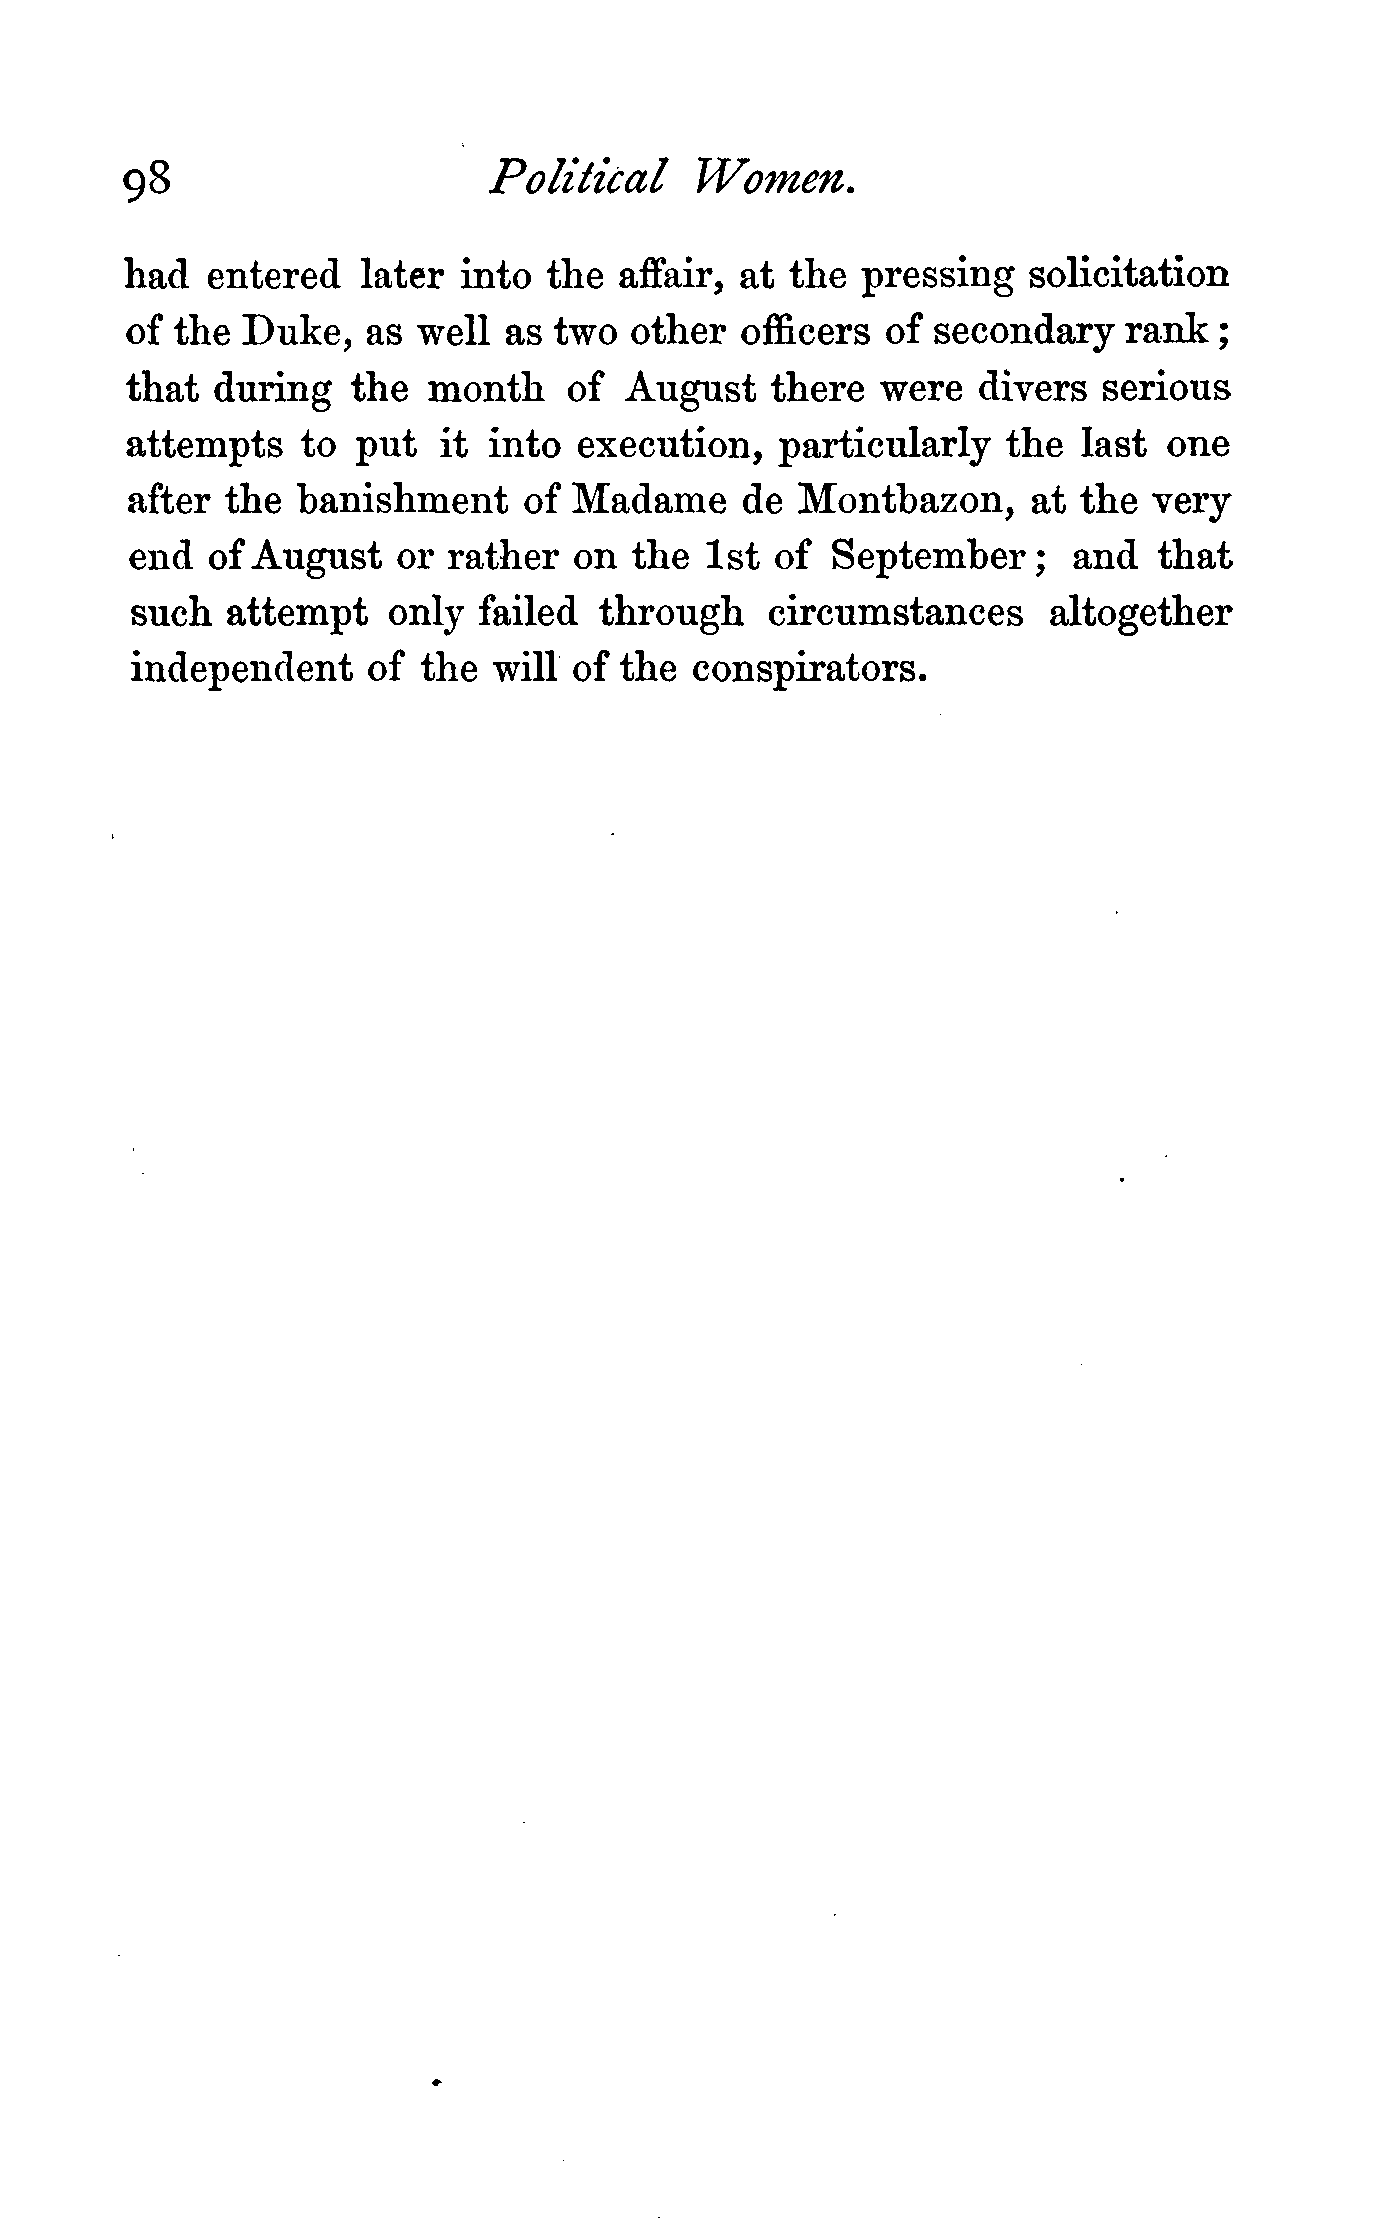 98 Political Women.
had entered later into the affair, at the pressing solicitation
of the Duke, as well as two other officers of secondary rank ;
that during the month of August there were divers serious
attempts to put it into execution, particularly the last one
after the banishment of Madame de Montbazon, at the very
end of August or rather on the 1st of September ; and that
such attempt only failed through circumstances altogether
independent of the will of the conspirators.